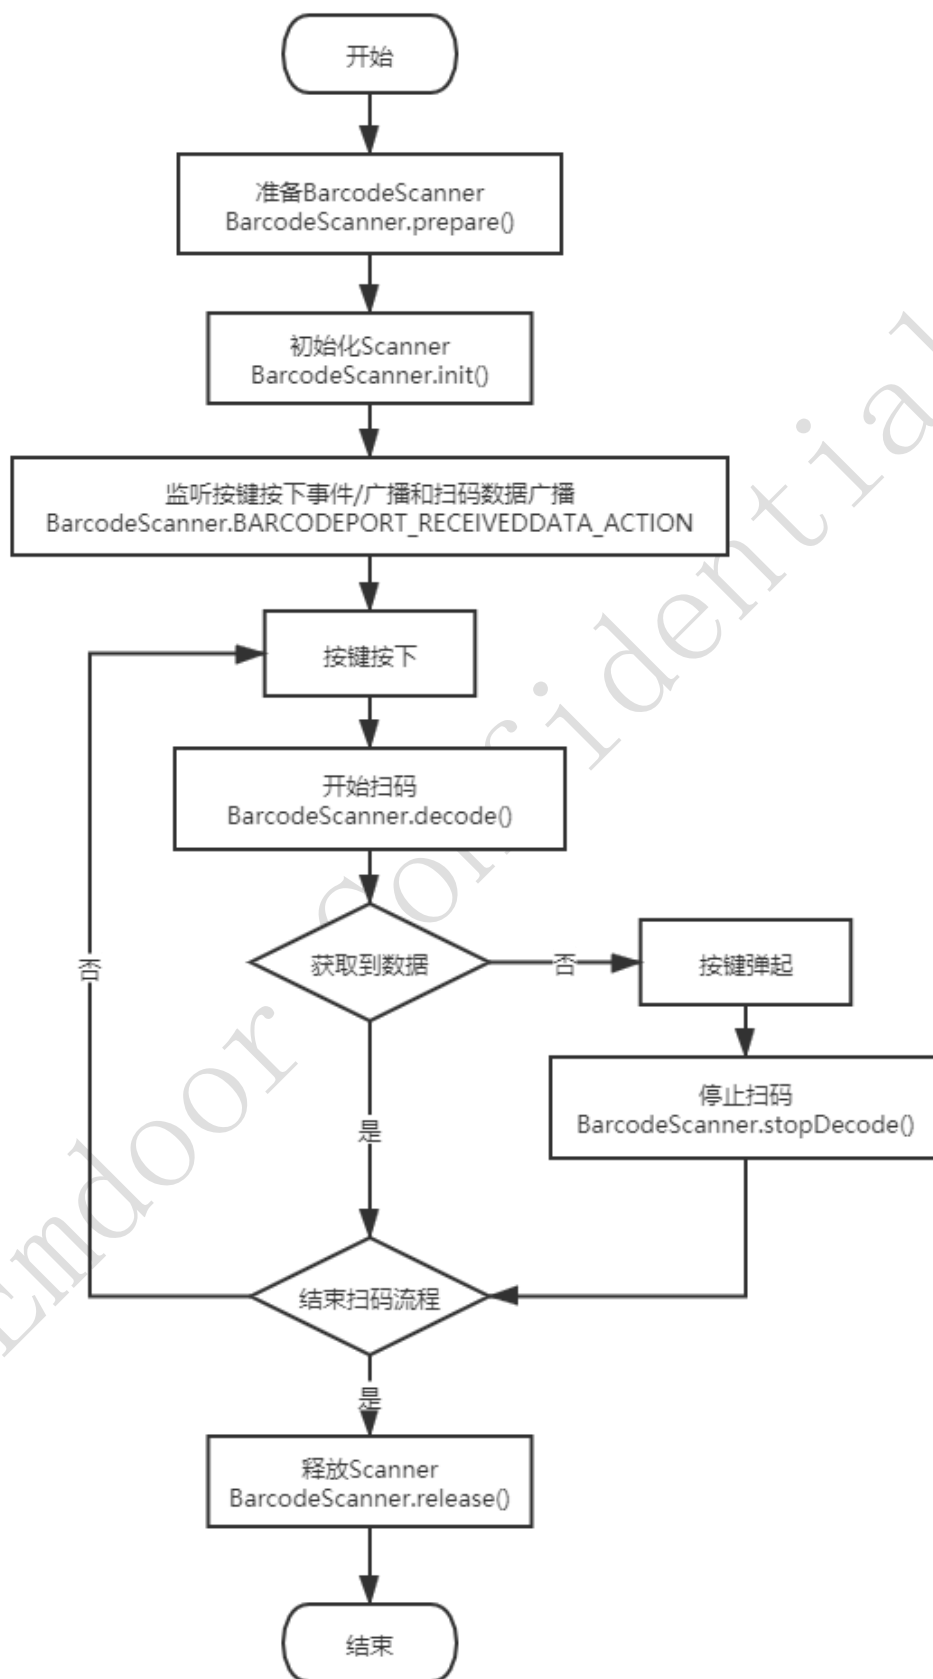 开始
准备BarcodeScanner
BarcodeScanner.prepare()
初始化Scanner
BarcodeScanner.init()
监听按键按下事件/广播和扫码数据广播
BarcodeScanner.BARCODEPORT_RECEIVEDDATA_ACTION
按键按下
开始扫码
BarcodeScanner.decode()
获取到数据
否
按键弹起
停止扫码
BarcodeScanner.stopDecode()
否
是
结束扫码流程
是
释放Scanner
BarcodeScanner.release()
结束
Emdoor Confidential